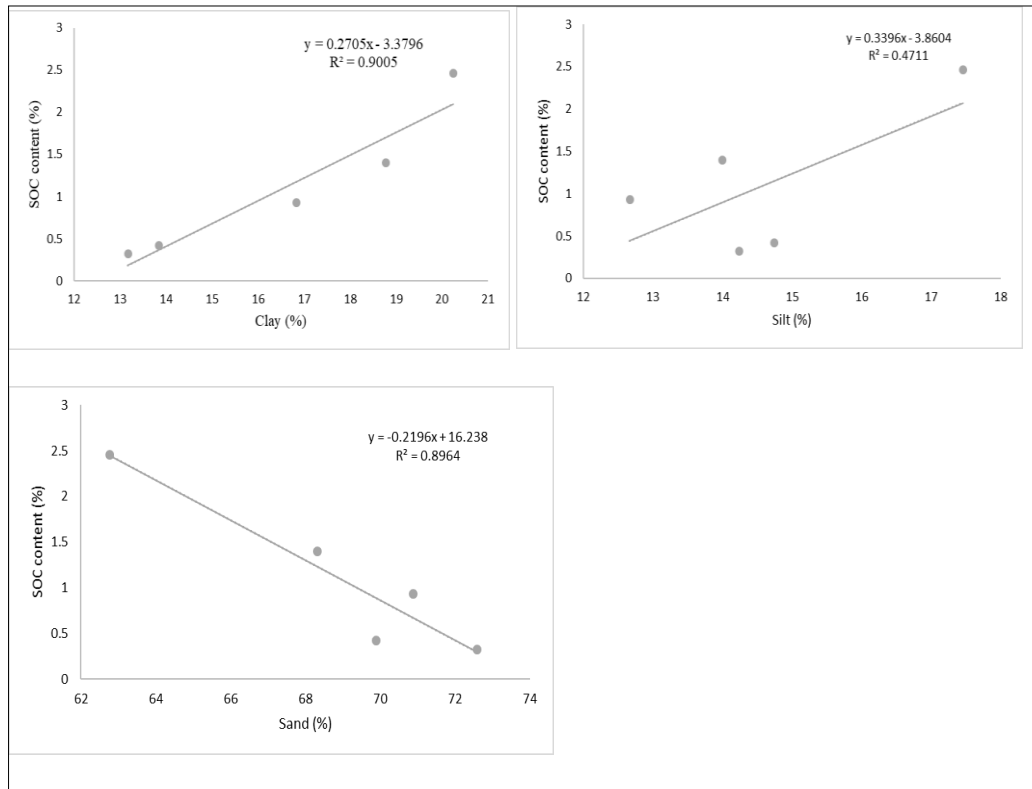 y = 0.2705x - 3.3796
R² = 0.9005
SOC content (%)
3
2.5
2
1.5
1
0.5
0
12 13 14 15 16 17 18 19 20 21
Clay (%)
y = 0.3396x - 3.8604
R² = 0.4711
SOC content (%)
3
2.5
2
1.5
1
0.5
0
12 13 14 15 16 17 18
Silt (%)
y = -0.2196x + 16.238
R² = 0.8964
SOC content (%)
3
2.5
2
1.5
1
0.5
0
62 64 66 68 70 72 74
Sand (%)